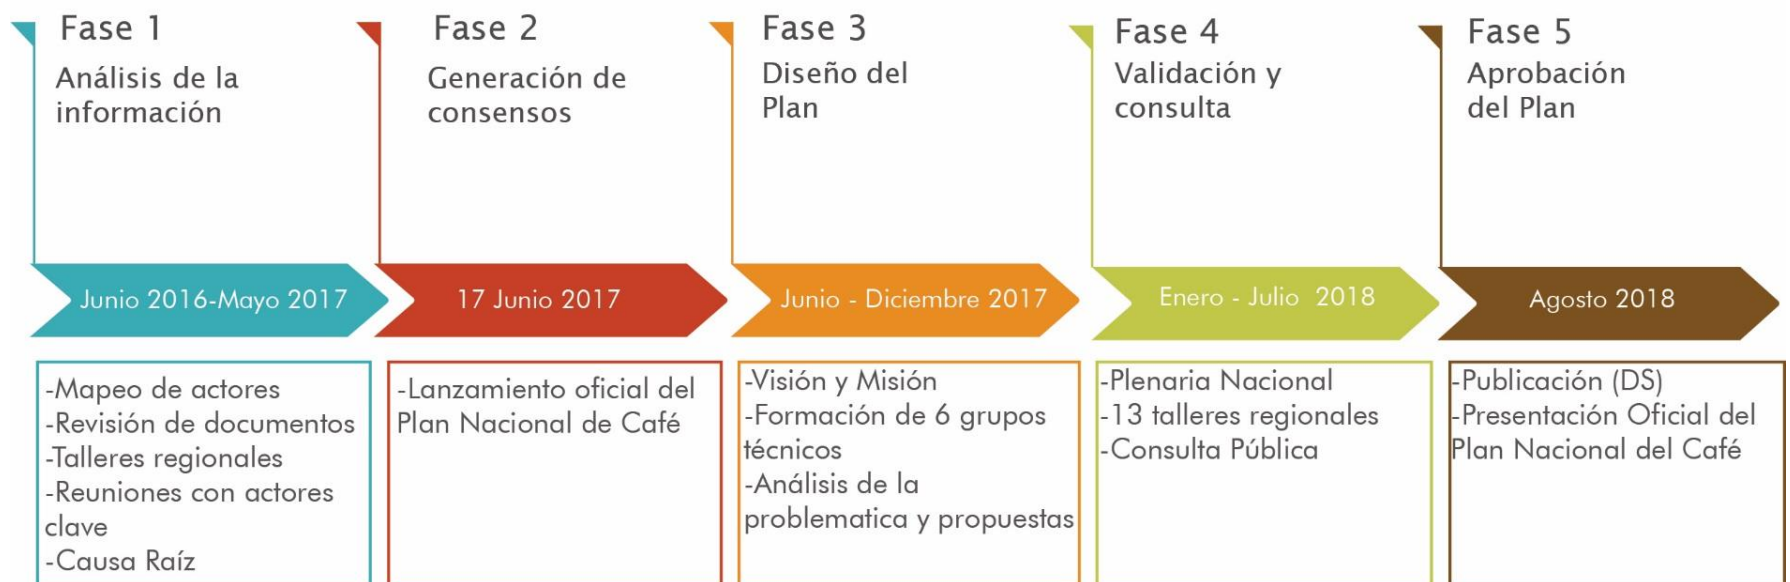 Fase 1
Análisis de la
información
Junio 2016-Mayo 2017
-Mapeo de actores
-Revisión de documentos
-Talleres regionales
-Reuniones con actores
clave
-Causa Raíz
Fase 2
Generación de
consensos
17 Junio 2017
-Lanzamiento oficial del
Plan Nacional de Café
Fase 3
Diseño del
Plan
Junio - Diciembre 2017
-Visión y Misión
-Formación de 6 grupos
técnicos
-Análisis de la
problematica y propuestas
Fase 4
Validación y
consulta
Enero - Julio 2018
-Plenaria Nacional
-13 talleres regionales
-Consulta Pública
Fase 5
Aprobación
del Plan
Agosto 2018
-Publicación (DS)
-Presentación Oficial del
Plan Nacional del Café